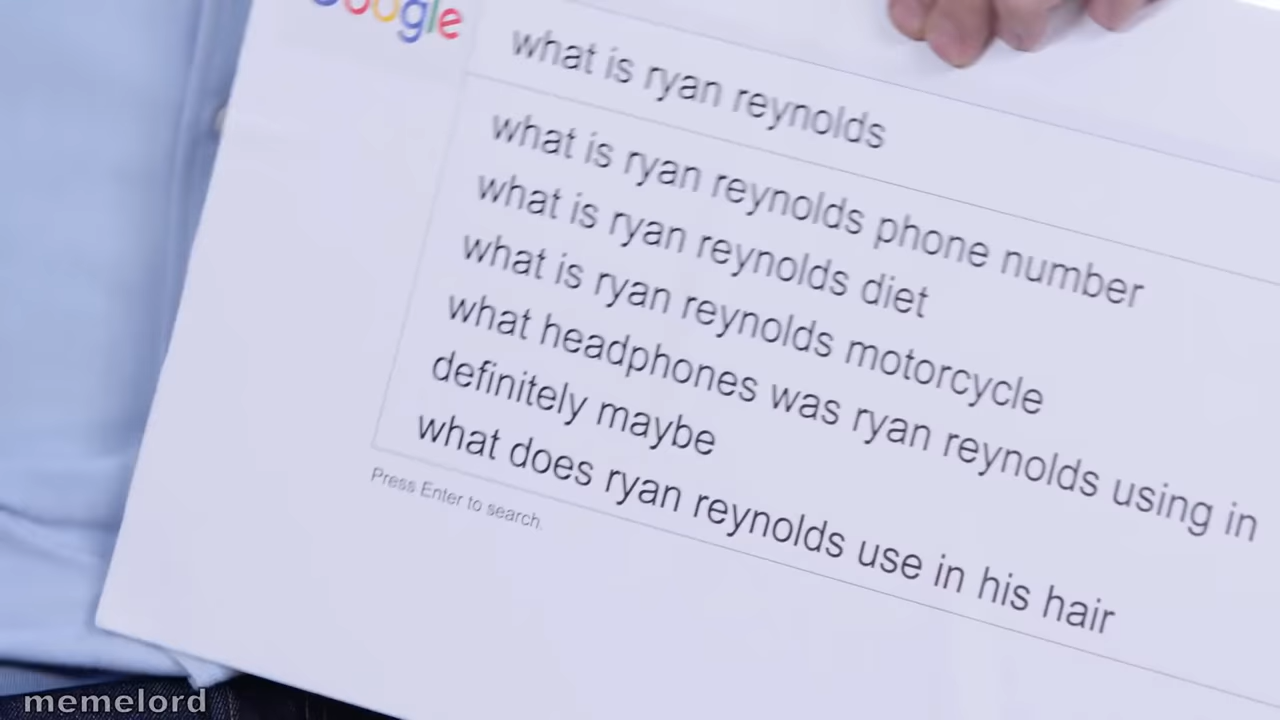 Google
what is ryan reynolds
what is ryan reynolds phone number
what is ryan reynolds diet
what is ryan reynolds motorcycle
what headphones was ryan reynolds using in
definitely maybe
what does ryan reynolds use in his hair
Press Enter to search.
memelord